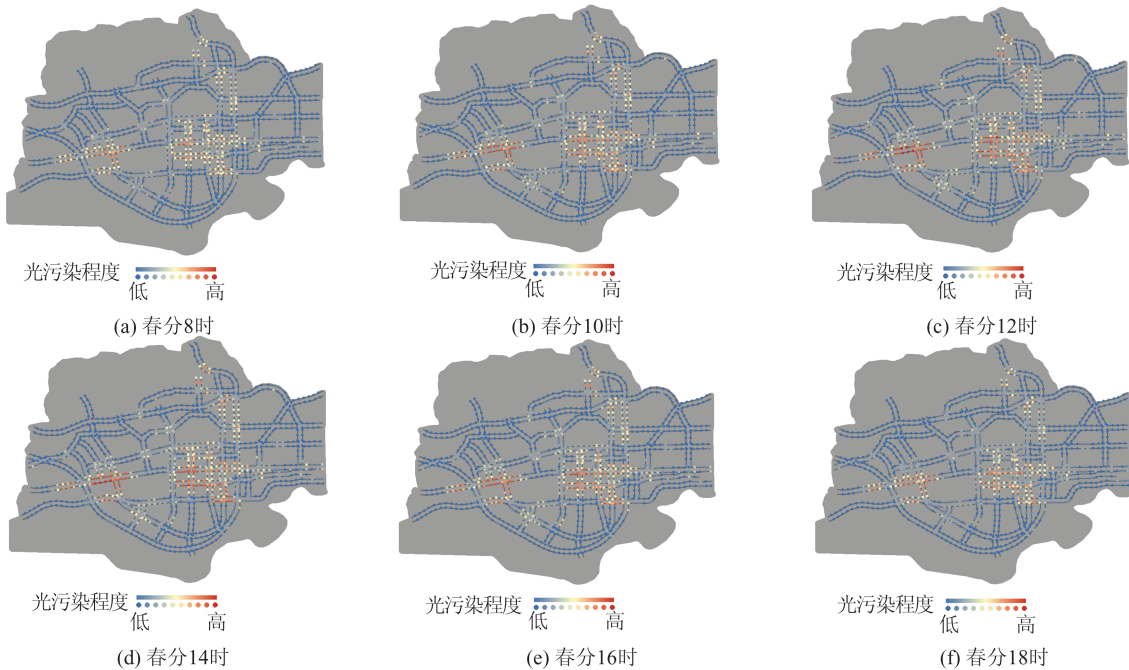 光污染程度
低 高
(a) 春分8时
光污染程度
低 高
(b) 春分10时
光污染程度
低 高
(c) 春分12时
光污染程度
低 高
(d) 春分14时
光污染程度
低 高
(e) 春分16时
光污染程度
低 高
(f) 春分18时